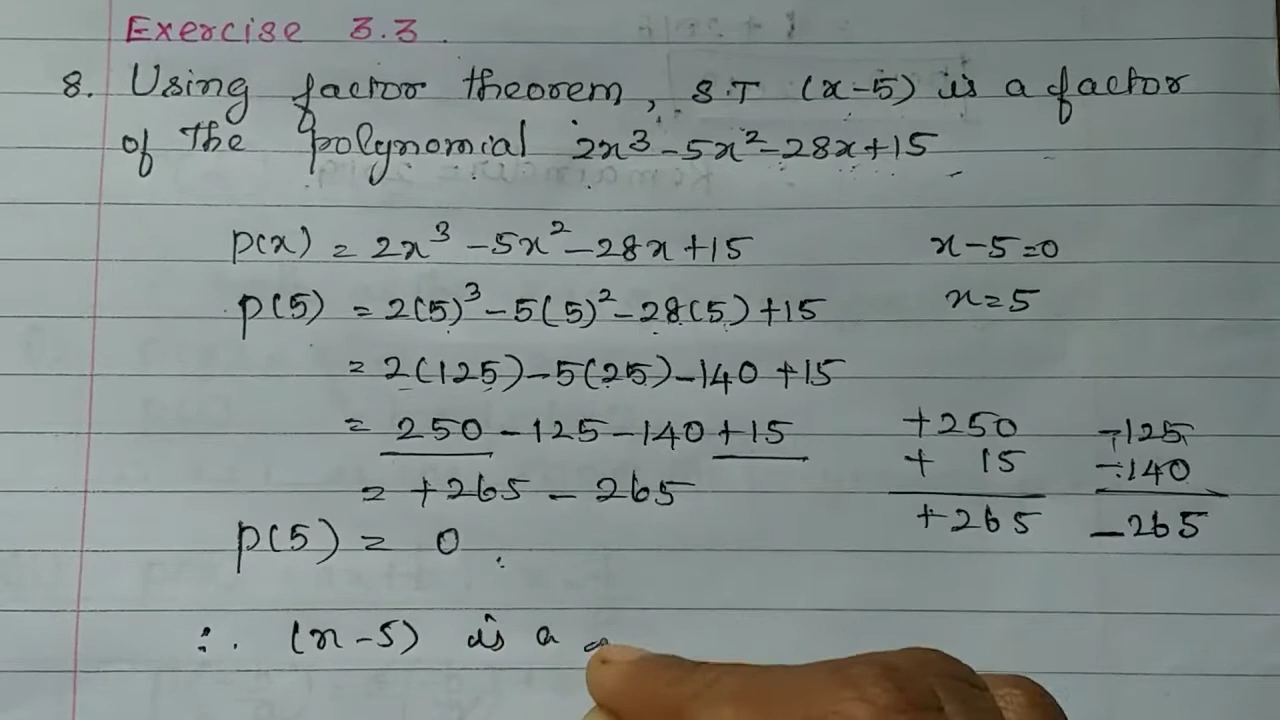 Exercise 3.3.
8. Using factor theorem, S.T (x-5) is a factor
of the polynomial 2x³-5x²-28x+15
p(x) = 2x³-5x²-28x+15
x-5=0
p(5) = 2(5)³-5(5)²-28(5)+15
x=5
= 2(125)-5(25)-140+15
= 250-125-140+15
+250 -125
+ 15 -140
= +265-265
+265 -265
p(5) = 0.
∴ (x-5) is a